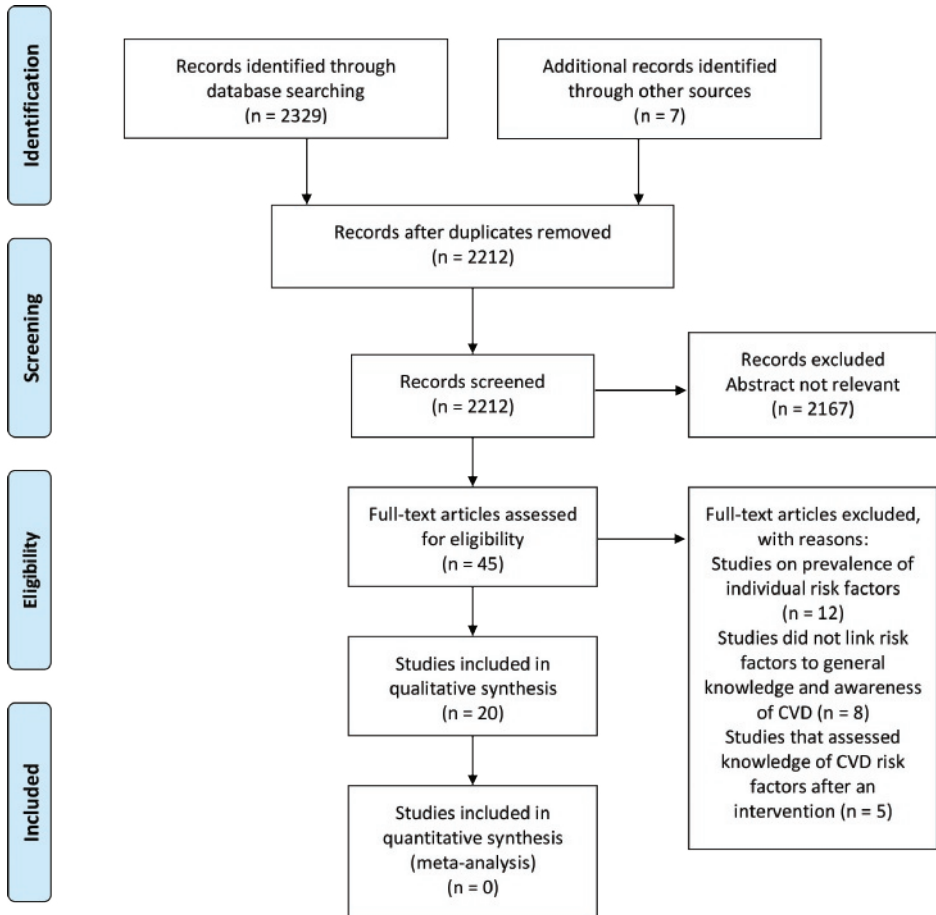 Identification
Records identified through
database searching
(n = 2329)
Additional records identified
through other sources
(n = 7)
Records after duplicates removed
(n = 2212)
Screening
Records screened
(n = 2212)
Records excluded
Abstract not relevant
(n = 2167)
Eligibility
Full-text articles assessed
for eligibility
(n = 45)
Full-text articles excluded,
with reasons:
Studies on prevalence of
individual risk factors
(n = 12)
Studies did not link risk
factors to general
knowledge and awareness
of CVD (n = 8)
Studies that assessed
knowledge of CVD risk
factors after an
intervention (n = 5)
Studies included in
qualitative synthesis
(n = 20)
Included
Studies included in
quantitative synthesis
(meta-analysis)
(n = 0)